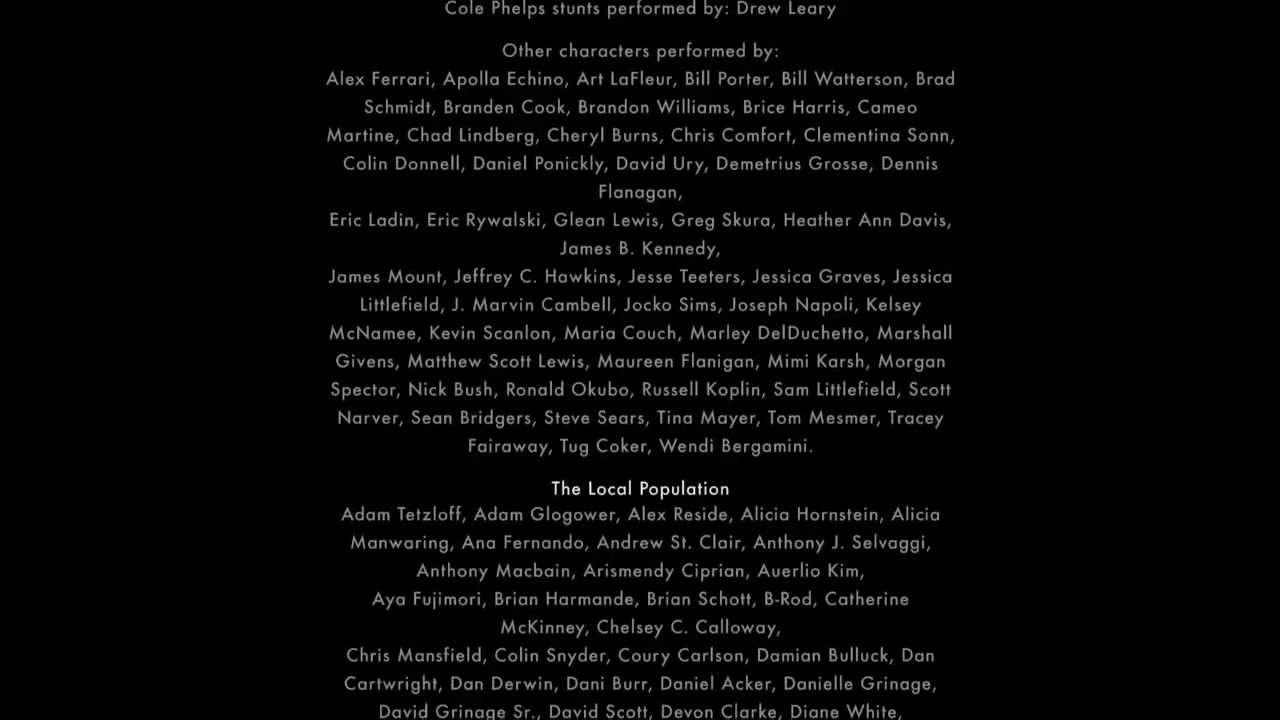 Cole Phelps stunts performed by: Drew Leary
Other characters performed by:
Alex Ferrari, Apolla Echino, Art LaFleur, Bill Porter, Bill Watterson, Brad
Schmidt, Branden Cook, Brandon Williams, Brice Harris, Cameo
Martine, Chad Lindberg, Cheryl Burns, Chris Comfort, Clementina Sonn,
Colin Donnell, Daniel Ponickly, David Ury, Demetrius Grosse, Dennis
Flanagan,
Eric Ladin, Eric Rywalski, Glean Lewis, Greg Skura, Heather Ann Davis,
James B. Kennedy,
James Mount, Jeffrey C. Hawkins, Jesse Teeters, Jessica Graves, Jessica
Littlefield, J. Marvin Cambell, Jocko Sims, Joseph Napoli, Kelsey
McNamee, Kevin Scanlon, Maria Couch, Marley DelDuchetto, Marshall
Givens, Matthew Scott Lewis, Maureen Flanigan, Mimi Karsh, Morgan
Spector, Nick Bush, Ronald Okubo, Russell Koplin, Sam Littlefield, Scott
Narver, Sean Bridgers, Steve Sears, Tina Mayer, Tom Mesmer, Tracey
Fairaway, Tug Coker, Wendi Bergamini.
The Local Population
Adam Tetzloff, Adam Glogower, Alex Reside, Alicia Hornstein, Alicia
Manwaring, Ana Fernando, Andrew St. Clair, Anthony J. Selvaggi,
Anthony Macbain, Arismendy Ciprian, Auerlio Kim,
Aya Fujimori, Brian Harmande, Brian Schott, B-Rod, Catherine
McKinney, Chelsey C. Calloway,
Chris Mansfield, Colin Snyder, Coury Carlson, Damian Bulluck, Dan
Cartwright, Dan Derwin, Dani Burr, Daniel Acker, Danielle Grinage,
David Grinage Sr., David Scott, Devon Clarke, Diane White,